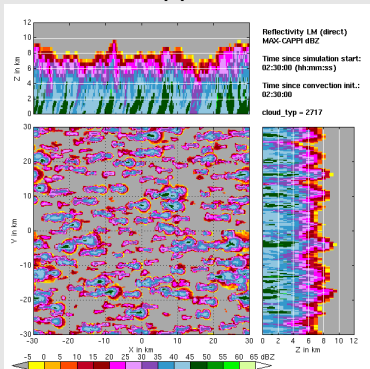 Reflectivity LM (direct)
MAX-CAPPI dBZ
Time since simulation start:
02:30:00 (hh:mm:ss)
Time since convection init.:
02:30:00
cloud_typ = 2717
Z in km
12
10
8
6
4
2
0
Y in km
30
20
10
0
-10
-20
-30
-30 -20 -10 0 10 20 30
X in km
0 2 4 6 8 10 12
Z in km
-5 0 5 10 15 20 25 30 35 40 45 50 55 60 65 dBZ